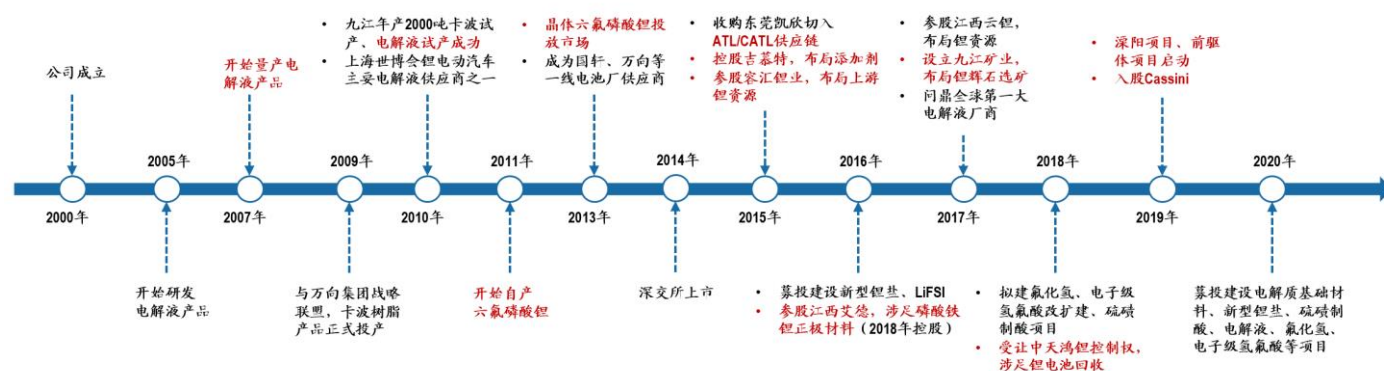 公司成立
开始量产电
解液产品
• 九江年产2000吨卡波试
产、电解液试产成功
• 上海世博会锂电动汽车
主要电解液供应商之一
• 晶体六氟磷酸锂投
放市场
• 成为国轩、万向等
一线电池厂供应商
• 收购东莞凯欣切入
ATL/CATL供应链
• 控股吉慕特，布局添加剂
• 参股容汇锂业，布局上游
锂资源
• 参股江西云锂，
布局锂资源
• 设立九江矿业，
布局锂辉石选矿
• 问鼎全球第一大
电解液厂商
• 溧阳项目、前驱
体项目启动
• 入股Cassini
2005年
2009年
2011年
2014年
2016年
2018年
2020年
2000年
2007年
2010年
2013年
2015年
2017年
2019年
开始研发
电解液产品
与万向集团战略
联盟，卡波树脂
产品正式投产
开始自产
六氟磷酸锂
深交所上市
• 募投建设新型锂盐、LiFSI
• 参股江西艾德，涉足磷酸铁
锂正极材料（2018年控股）
• 拟建氟化氢、电子级
氢氟酸改扩建、硫磺
制酸项目
• 受让中天鸿锂控制权，
涉足锂电池回收
募投建设电解质基础材
料、新型锂盐、硫磺制
酸、电解液、氟化氢、
电子级氢氟酸等项目